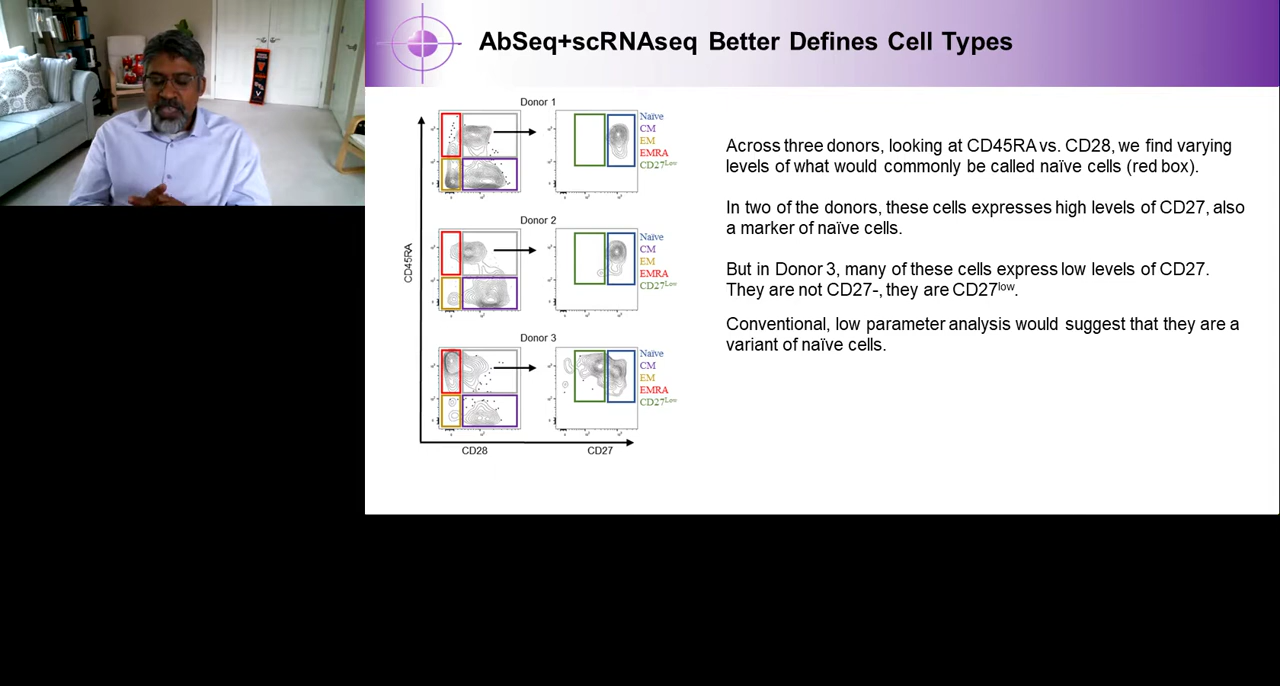 AbSeq+scRNAseq Better Defines Cell Types
Donor 1
Naïve
CM
EM
EMRA
CD27Low
Donor 2
Naïve
CM
EM
EMRA
CD27Low
Donor 3
Naïve
CM
EM
EMRA
CD27Low
CD45RA
CD28
CD27
Across three donors, looking at CD45RA vs. CD28, we find varying
levels of what would commonly be called naïve cells (red box).
In two of the donors, these cells expresses high levels of CD27, also
a marker of naïve cells.
But in Donor 3, many of these cells express low levels of CD27.
They are not CD27-, they are CD27low.
Conventional, low parameter analysis would suggest that they are a
variant of naïve cells.